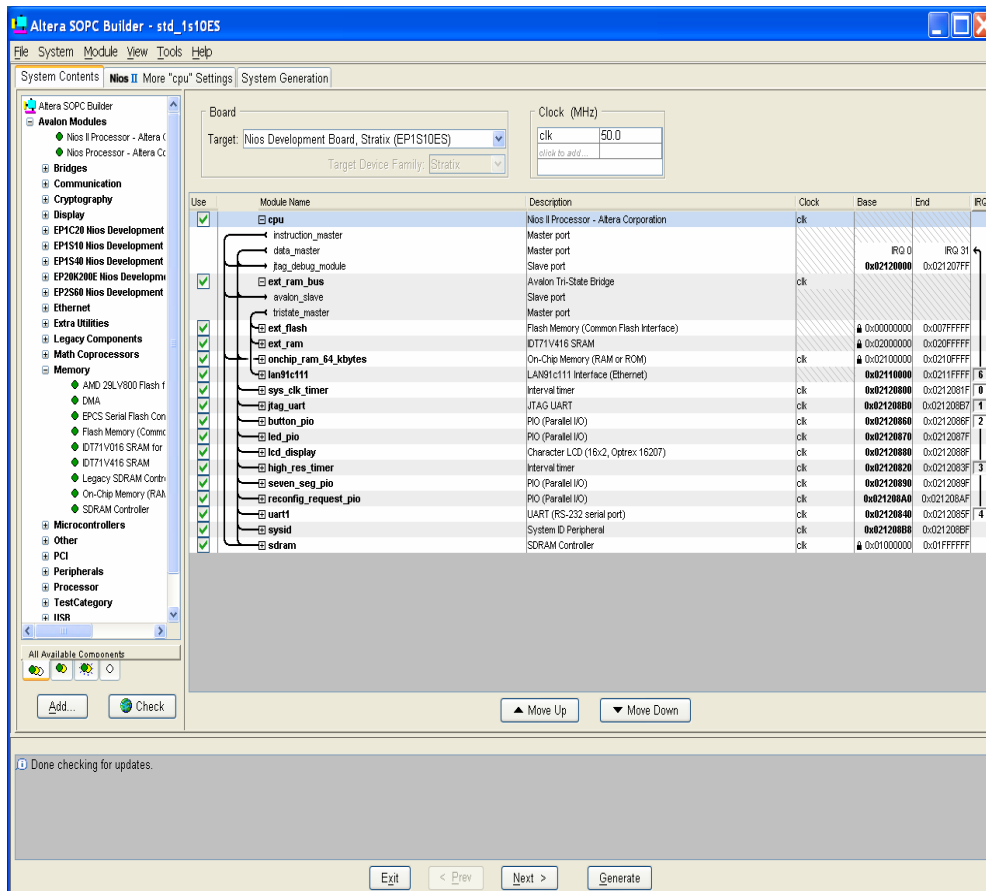 Altera SOPC Builder - std_1s10ES
File System Module View Tools Help
System Contents Nios II More "cpu" Settings System Generation
Altera SOPC Builder
Avalon Modules
Nios II Processor - Altera C
Nios Processor - Altera Co
Bridges
Communication
Cryptography
Display
EP1C20 Nios Development
EP1S10 Nios Development
EP1S40 Nios Development
EP20K200E Nios Developme
EP2S60 Nios Development
Ethernet
Extra Utilities
Legacy Components
Math Coprocessors
Memory
AMD 29LV800 Flash f
DMA
EPCS Serial Flash Con
Flash Memory (Commo
IDT71V016 SRAM for
IDT71V416 SRAM
Legacy SDRAM Contr
On-Chip Memory (RAM
SDRAM Controller
Microcontrollers
Other
PCI
Peripherals
Processor
TestCategory
USB
All Available Components
Add... Check
Board
Target: Nios Development Board, Stratix (EP1S10ES)
Target Device Family: Stratix
Clock (MHz)
clk 50.0
click to add...
Use Module Name Description Clock Base End IRQ
cpu Nios II Processor - Altera Corporation clk
instruction_master Master port
data_master Master port IRQ 0 IRQ 31
jtag_debug_module Slave port 0x02120000 0x021207FF
ext_ram_bus Avalon Tri-State Bridge clk
avalon_slave Slave port
tristate_master Master port
ext_flash Flash Memory (Common Flash Interface) 0x00000000 0x007FFFFF
ext_ram IDT71V416 SRAM 0x02000000 0x020FFFFF
onchip_ram_64_kbytes On-Chip Memory (RAM or ROM) clk 0x02100000 0x0210FFFF
lan91c111 LAN91c111 Interface (Ethernet) 0x02110000 0x0211FFFF 6
sys_clk_timer Interval timer clk 0x02120800 0x0212081F 0
jtag_uart JTAG UART clk 0x021208B0 0x021208B7 1
button_pio PIO (Parallel I/O) clk 0x02120860 0x0212086F 2
led_pio PIO (Parallel I/O) clk 0x02120870 0x0212087F
lcd_display Character LCD (16x2, Optrex 16207) clk 0x02120880 0x0212088F
high_res_timer Interval timer clk 0x02120820 0x0212083F 3
seven_seg_pio PIO (Parallel I/O) clk 0x02120890 0x0212089F
reconfig_request_pio PIO (Parallel I/O) clk 0x021208A0 0x021208AF
uart1 UART (RS-232 serial port) clk 0x02120840 0x0212085F 4
sysid System ID Peripheral clk 0x021208B8 0x021208BF
sdram SDRAM Controller clk 0x01000000 0x01FFFFFF
Move Up Move Down
Done checking for updates.
Exit < Prev Next > Generate